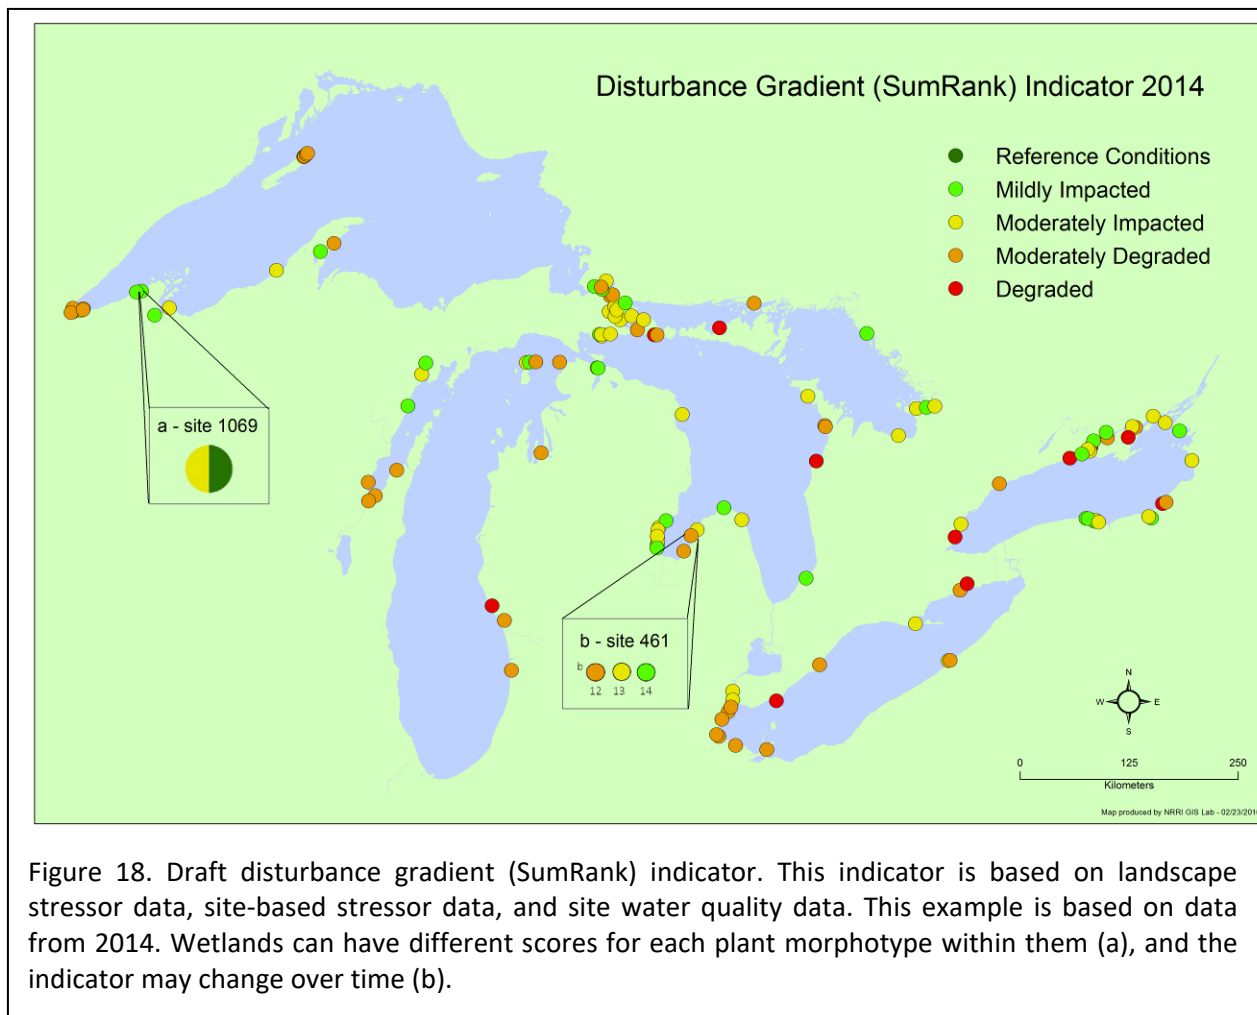 Disturbance Gradient (SumRank) Indicator 2014
Reference Conditions
Mildly Impacted
Moderately Impacted
Moderately Degraded
Degraded
a - site 1069
b - site 461
b
12 13 14
N
W E
S
0 125 250
Kilometers
Map produced by NRRI GIS Lab - 02/23/201
Figure 18. Draft disturbance gradient (SumRank) indicator. This indicator is based on landscape
stressor data, site-based stressor data, and site water quality data. This example is based on data
from 2014. Wetlands can have different scores for each plant morphotype within them (a), and the
indicator may change over time (b).